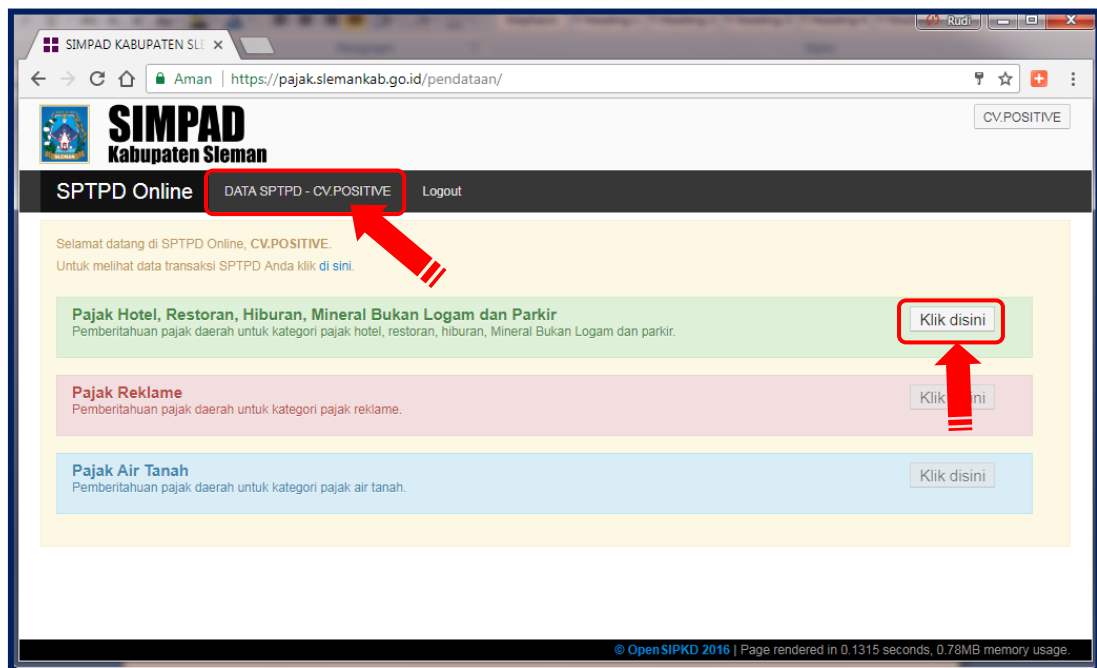 Rudi
SIMPAD KABUPATEN SLE
Aman | https://pajak.slemankab.go.id/pendataan/
SLEMAN
SIMPAD
Kabupaten Sleman
CV.POSITIVE
SPTPD Online DATA SPTPD - CV.POSITIVE Logout
Selamat datang di SPTPD Online, CV.POSITIVE.
Untuk melihat data transaksi SPTPD Anda klik di sini.
Pajak Hotel, Restoran, Hiburan, Mineral Bukan Logam dan Parkir
Pemberitahuan pajak daerah untuk kategori pajak hotel, restoran, hiburan, Mineral Bukan Logam dan parkir.
Klik disini
Pajak Reklame
Pemberitahuan pajak daerah untuk kategori pajak reklame.
Klik disini
Pajak Air Tanah
Pemberitahuan pajak daerah untuk kategori pajak air tanah.
Klik disini
© OpenSIPKD 2016 | Page rendered in 0.1315 seconds, 0.78MB memory usage.